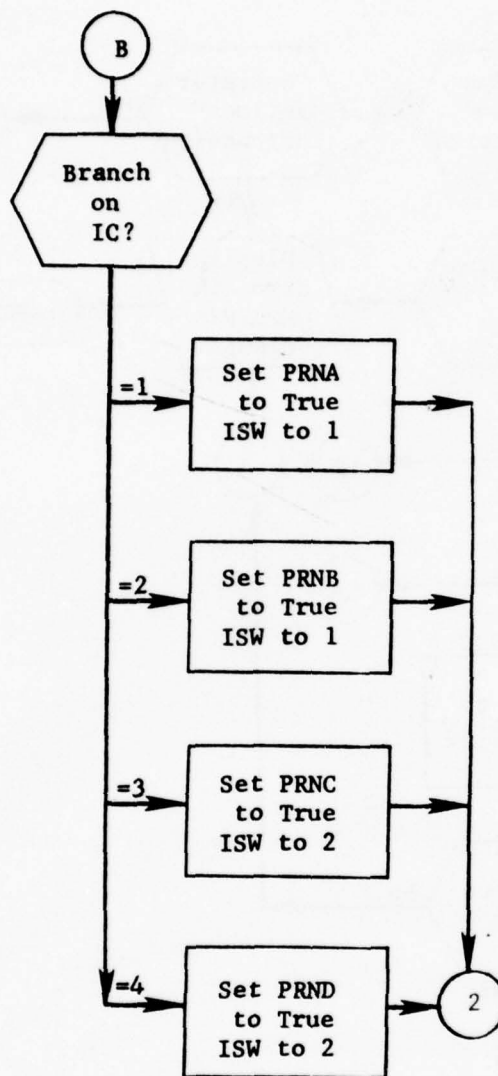 B
Branch
on
IC?
=1
Set PRNA
to True
ISW to 1
=2
Set PRNB
to True
ISW to 1
=3
Set PRNC
to True
ISW to 2
=4
Set PRND
to True
ISW to 2
2